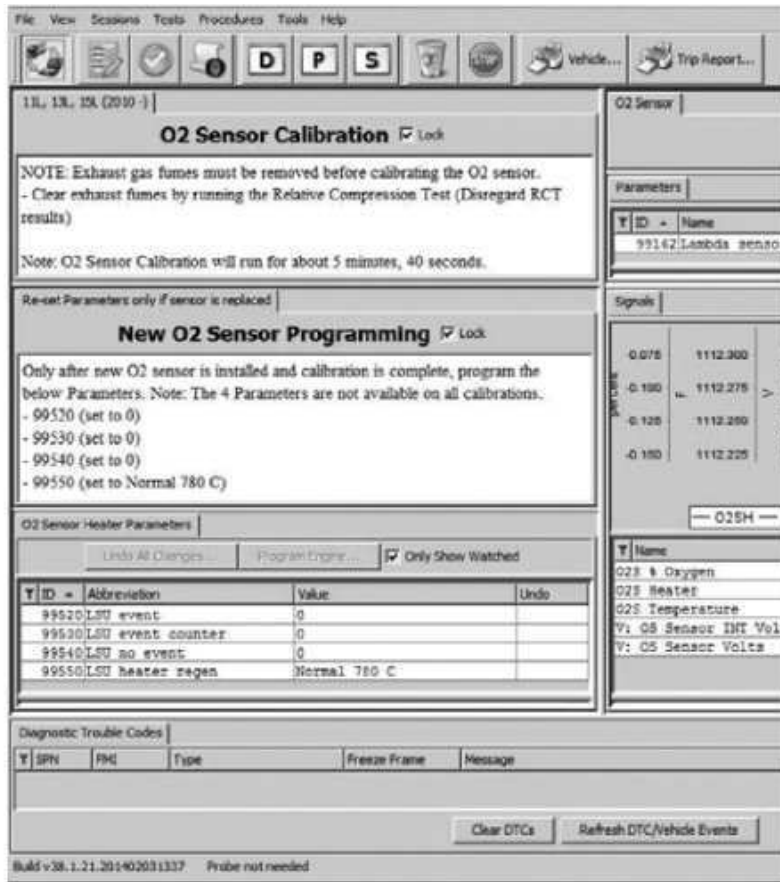 File View Sessions Tests Procedures Tools Help
D P S Vehicle... Trip Report...
11L, 13L, 15L (2010 -)
O2 Sensor Calibration Lock
NOTE: Exhaust gas fumes must be removed before calibrating the O2 sensor.
- Clear exhaust fumes by running the Relative Compression Test (Disregard RCT
results)
Note: O2 Sensor Calibration will run for about 5 minutes, 40 seconds.
Re-set Parameters only if sensor is replaced
New O2 Sensor Programming Lock
Only after new O2 sensor is installed and calibration is complete, program the
below Parameters. Note: The 4 Parameters are not available on all calibrations.
- 99520 (set to 0)
- 99530 (set to 0)
- 99540 (set to 0)
- 99550 (set to Normal 780 C)
O2 Sensor Heater Parameters
Undo All Changes... Program Engine... Only Show Watched
ID Abbreviation Value Undo
99520 LSU event 0
99530 LSU event counter 0
99540 LSU no event 0
99550 LSU heater regen Normal 780 C
O2 Sensor
Parameters
ID Name
99162 Lambda senso
Signals
-0.075 1112.300
-0.100 1112.275
-0.125 1112.250
-0.150 1112.225
percen F V
O2SH
Name
O2S % Oxygen
O2S Heater
O2S Temperature
V: OS Sensor INT Vol
V: OS Sensor Volts
Diagnostic Trouble Codes
SPN FMI Type Freeze Frame Message
Clear DTCs Refresh DTC/Vehicle Events
Build v38.1.21.201402031337 Probe not needed